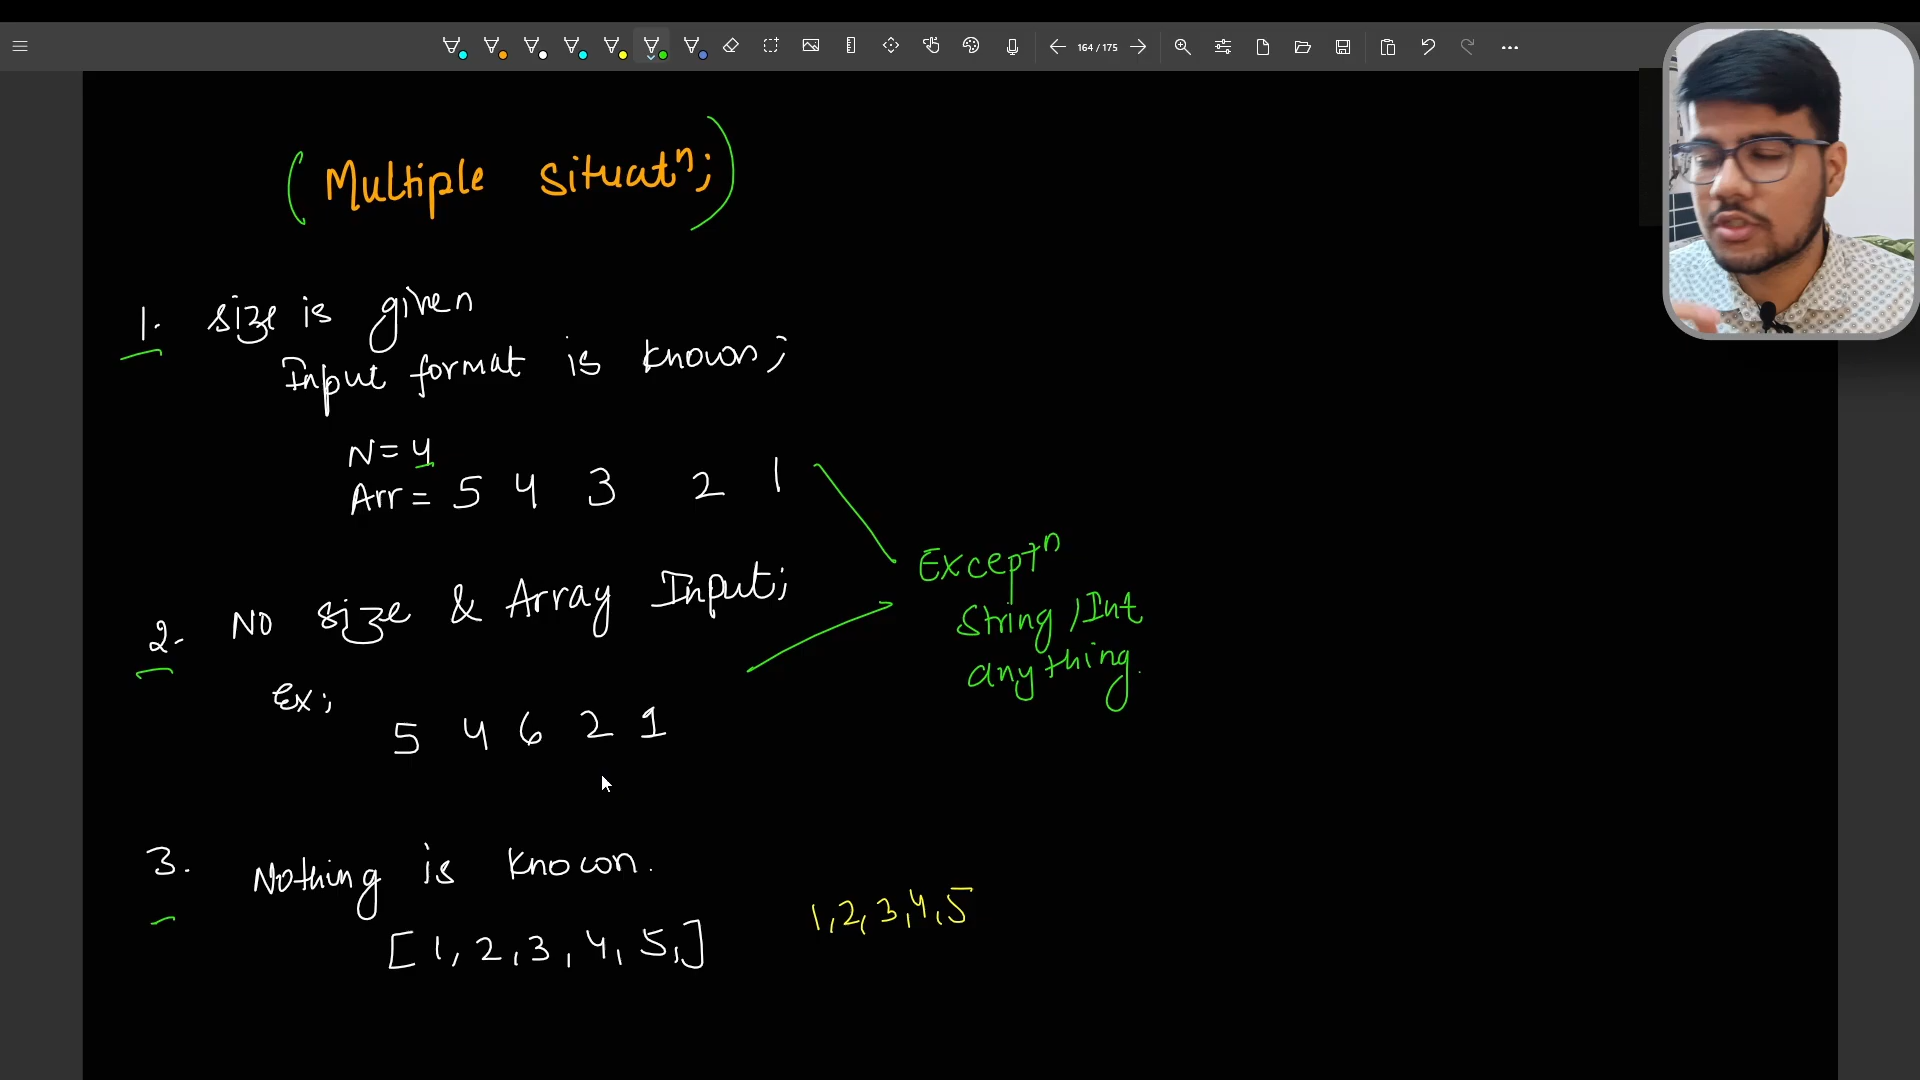 164 / 175
(Multiple situatⁿ;)
1. size is given
Input format is known;
N = 4
Arr = 5 4 3 2 1
Exceptⁿ
String / Int
anything.
2. No size & Array Input;
Ex;
5 4 6 2 1
3. Nothing is known.
[1, 2, 3, 4, 5,]
1, 2, 3, 4, 5